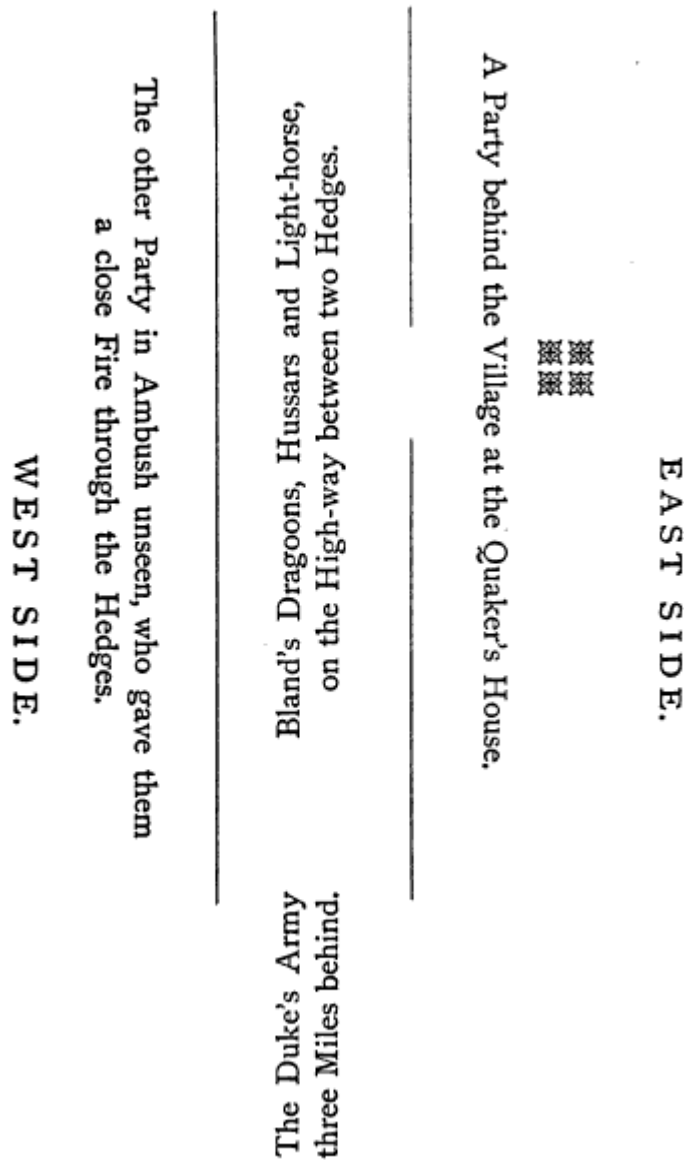 EAST SIDE.
A Party behind the Village at the Quaker's House.
Bland's Dragoons, Hussars and Light-horse,
on the High-way between two Hedges.
The Duke's Army
three Miles behind.
The other Party in Ambush unseen, who gave them
a close Fire through the Hedges.
WEST SIDE.